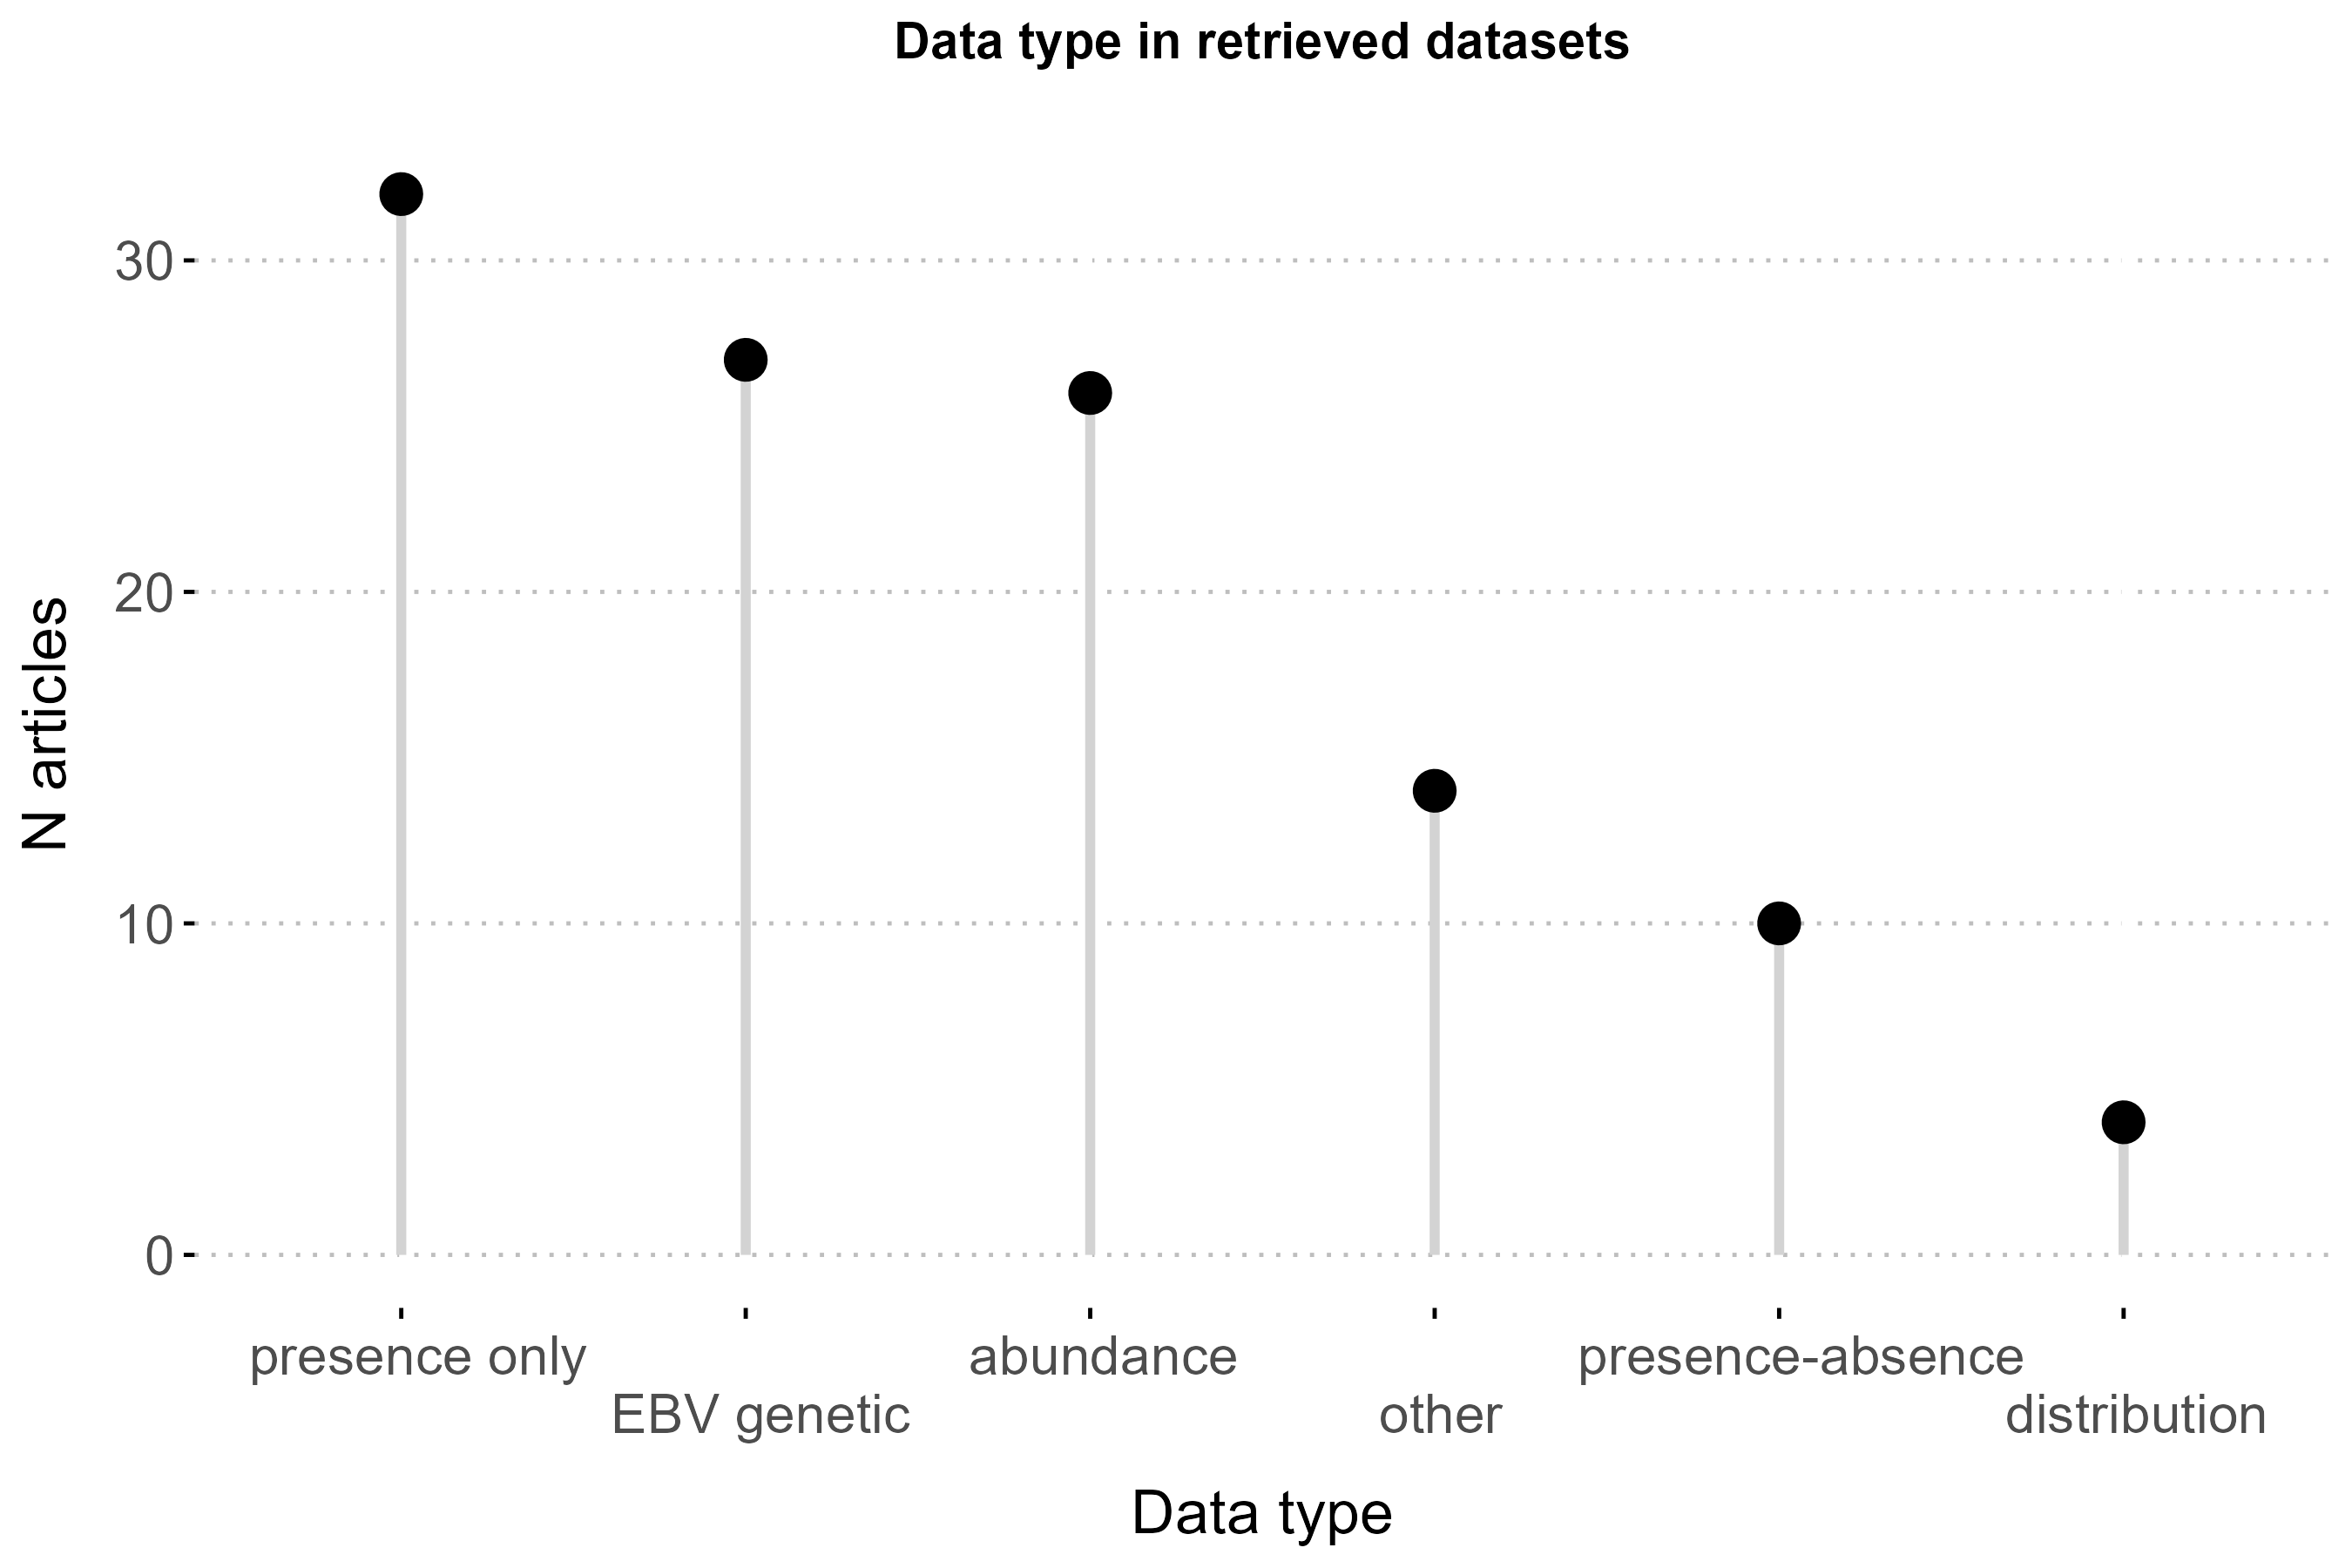 Data type in retrieved datasets
N articles
30
20
10
0
presence only
EBV genetic
abundance
other
presence-absence
distribution
Data type